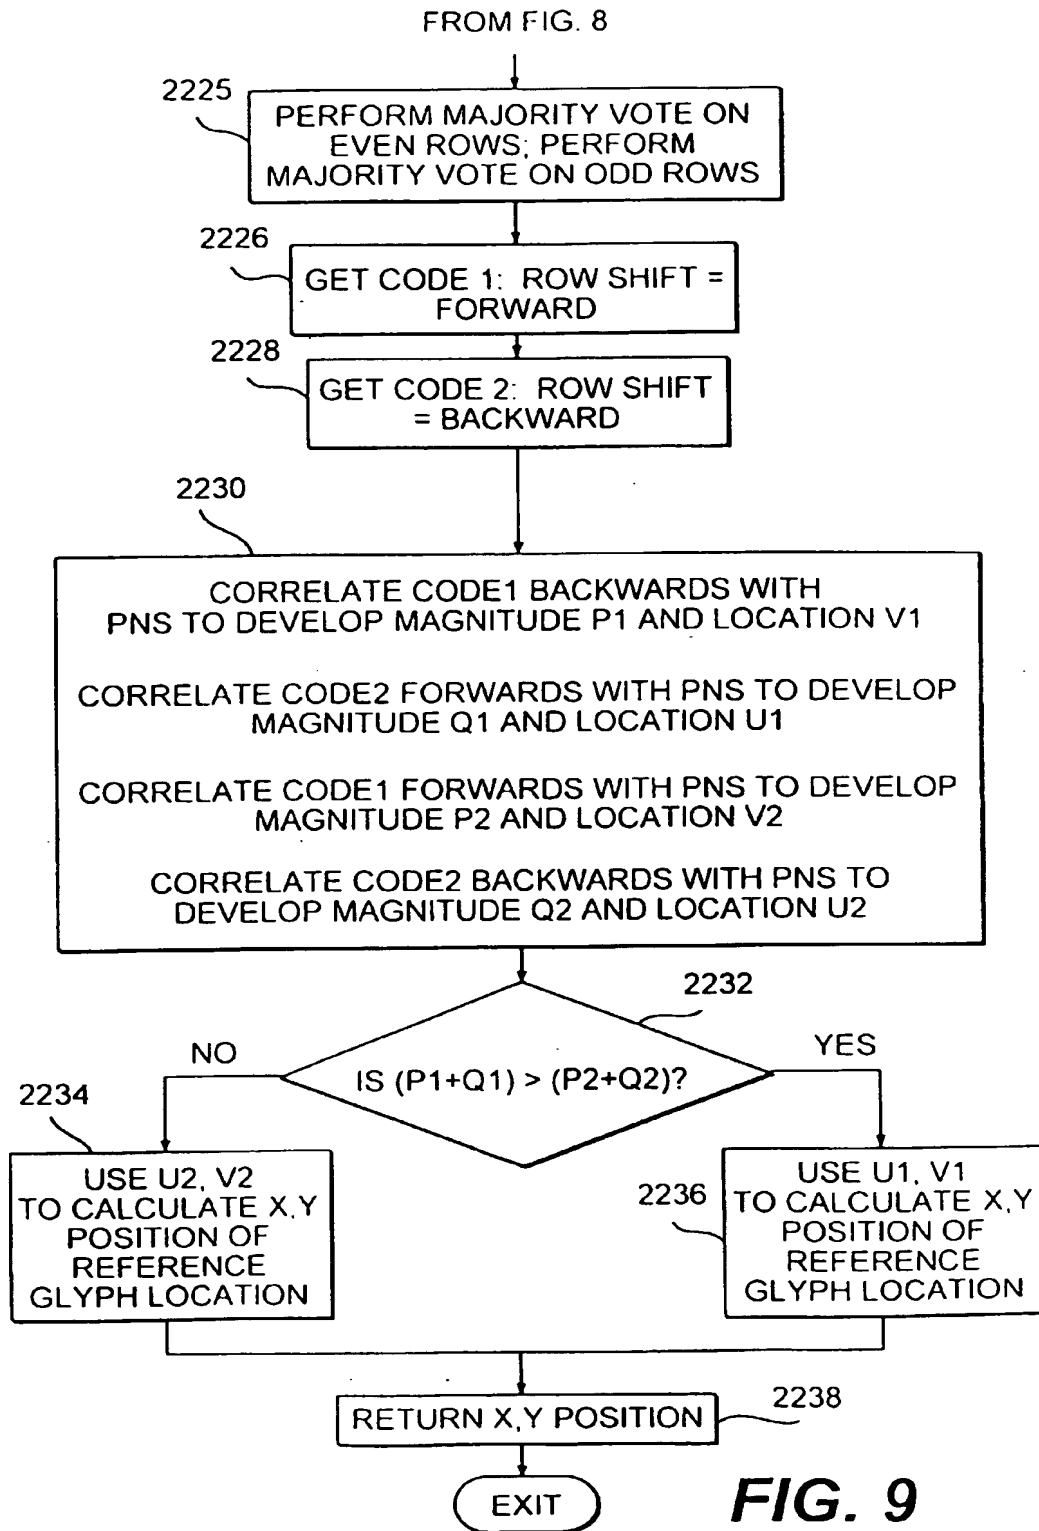 FROM FIG. 8
2225
PERFORM MAJORITY VOTE ON
EVEN ROWS; PERFORM
MAJORITY VOTE ON ODD ROWS
2226
GET CODE 1: ROW SHIFT =
FORWARD
2228
GET CODE 2: ROW SHIFT
= BACKWARD
2230
CORRELATE CODE1 BACKWARDS WITH
PNS TO DEVELOP MAGNITUDE P1 AND LOCATION V1
CORRELATE CODE2 FORWARDS WITH PNS TO DEVELOP
MAGNITUDE Q1 AND LOCATION U1
CORRELATE CODE1 FORWARDS WITH PNS TO DEVELOP
MAGNITUDE P2 AND LOCATION V2
CORRELATE CODE2 BACKWARDS WITH PNS TO
DEVELOP MAGNITUDE Q2 AND LOCATION U2
2232
NO
YES
IS (P1+Q1) > (P2+Q2)?
2234
USE U2, V2
TO CALCULATE X,Y
POSITION OF
REFERENCE
GLYPH LOCATION
2236
USE U1, V1
TO CALCULATE X,Y
POSITION OF
REFERENCE
GLYPH LOCATION
RETURN X,Y POSITION
2238
EXIT
FIG. 9